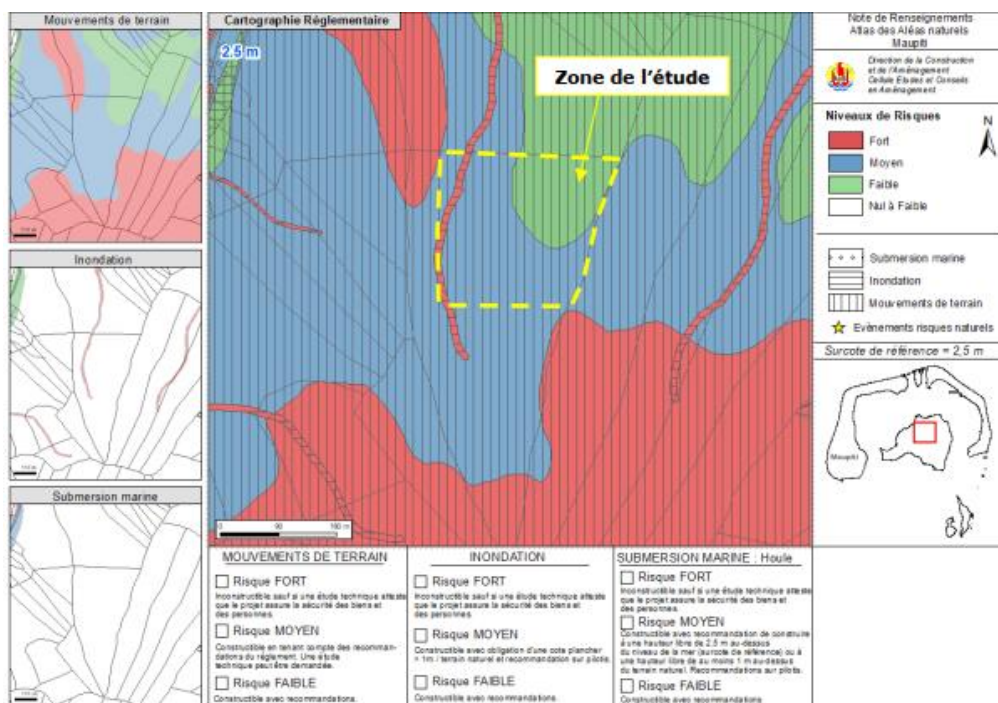 Mouvements de terrain
Inondation
Submersion marine
Cartographie Réglementaire
2.5 m
Zone de l'étude
0
180 m
Note de Renseignements
Atlas des Aléas naturels
Maupiti
Direction de la Construction
et de l'Aménagement
Cellule Etudes et Conseils
en Aménagement
Niveaux de Risques
N
Fort
Moyen
Faible
Nul à Faible
Submersion marine
Inondation
Mouvements de terrain
Evènements risques naturels
Surcote de référence = 2,5 m
Maupiti
MOUVEMENTS DE TERRAIN
Risque FORT
Inconstructible sauf si une étude technique atteste
que le projet assure la sécurité des biens et
des personnes.
Risque MOYEN
Constructible en tenant compte des recomman-
dations du règlement. Une étude
technique peut être demandée.
Risque FAIBLE
Constructible avec recommandations.
INONDATION
Risque FORT
Inconstructible sauf si une étude technique atteste
que le projet assure la sécurité des biens et
des personnes.
Risque MOYEN
Constructible avec obligation d'une cote plancher
+ 1m / terrain naturel et recommandation sur pilotis.
Risque FAIBLE
Constructible avec recommandations.
SUBMERSION MARINE : Houle
Risque FORT
Inconstructible sauf si une étude technique atteste
que le projet assure la sécurité des biens et
des personnes.
Risque MOYEN
Constructible avec recommandation de construire
à une hauteur libre de 2,5 m au-dessus
du niveau de la mer (surcote de référence) ou à
une hauteur libre de au moins 1 m au-dessus
du terrain naturel. Recommandations sur pilotis.
Risque FAIBLE
Constructible avec recommandations